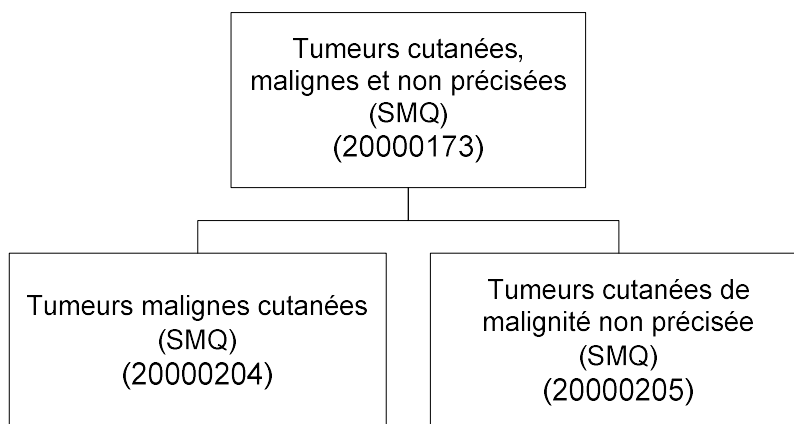 Tumeurs cutanées,
malignes et non précisées
(SMQ)
(20000173)
Tumeurs malignes cutanées
(SMQ)
(20000204)
Tumeurs cutanées de
malignité non précisée
(SMQ)
(20000205)